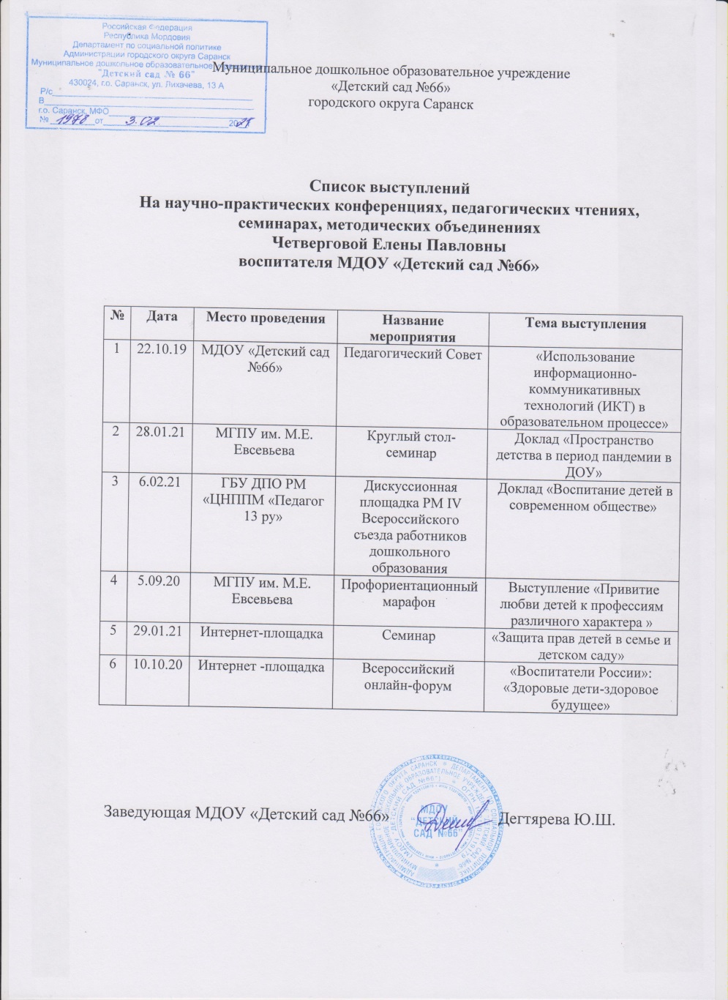 Российская Федерация
Республика Мордовия
Департамент по социальной политике
Администрации городского округа Саранск
Муниципальное дошкольное образовательное
"Детский сад № 66"
430024, г.о. Саранск, ул. Лихачева, 13 А
Р/с
В
г.о. Саранск, МФО
№ 1978 от 3.02 20
Муниципальное дошкольное образовательное учреждение
«Детский сад №66»
городского округа Саранск
Список выступлений
На научно-практических конференциях, педагогических чтениях,
семинарах, методических объединениях
Четверговой Елены Павловны
воспитателя МДОУ «Детский сад №66»
№ Дата Место проведения Название мероприятия Тема выступления
1 22.10.19 МДОУ «Детский сад №66» Педагогический Совет «Использование
информационно-
коммуникативных
технологий (ИКТ) в
образовательном процессе»
2 28.01.21 МГПУ им. М.Е. Евсевьева Круглый стол- семинар Доклад «Пространство
детства в период пандемии в
ДОУ»
3 6.02.21 ГБУ ДПО РМ «ЦНППМ «Педагог 13 ру» Дискуссионная
площадка РМ IV
Всероссийского
съезда работников
дошкольного
образования
Доклад «Воспитание детей в
современном обществе»
4 5.09.20 МГПУ им. М.Е. Евсевьева Профориентационный марафон Выступление «Привитие
любви детей к профессиям
различного характера »
5 29.01.21 Интернет-площадка Семинар «Защита прав детей в семье и
детском саду»
6 10.10.20 Интернет -площадка Всероссийский онлайн-форум «Воспитатели России»:
«Здоровые дети-здоровое
будущее»
Заведующая МДОУ «Детский сад №66» Дегтярева Ю.Ш.
МДОУ
"ДЕТСКИЙ
САД №66"